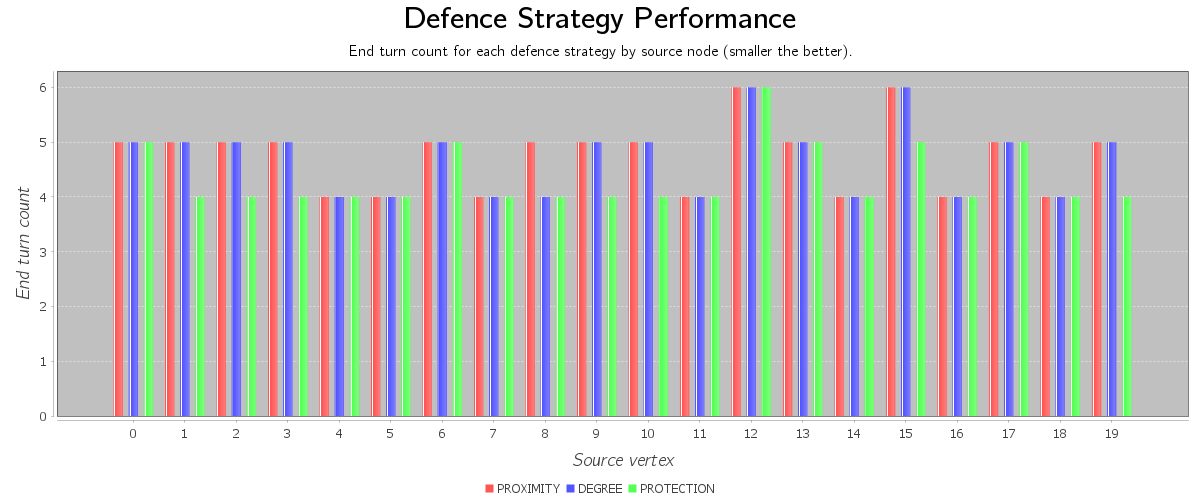 Defence Strategy Performance
End turn count for each defence strategy by source node (smaller the better).
6
5
4
3
2
1
0
End turn count
0 1 2 3 4 5 6 7 8 9 10 11 12 13 14 15 16 17 18 19
Source vertex
PROXIMITY DEGREE PROTECTION